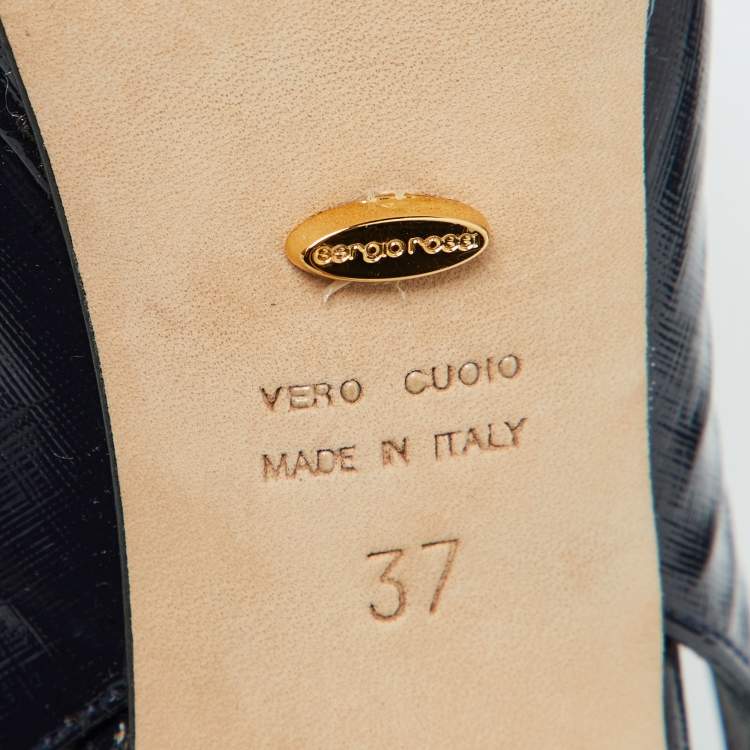 sergio rossi
VERO CUOIO
MADE IN ITALY
37